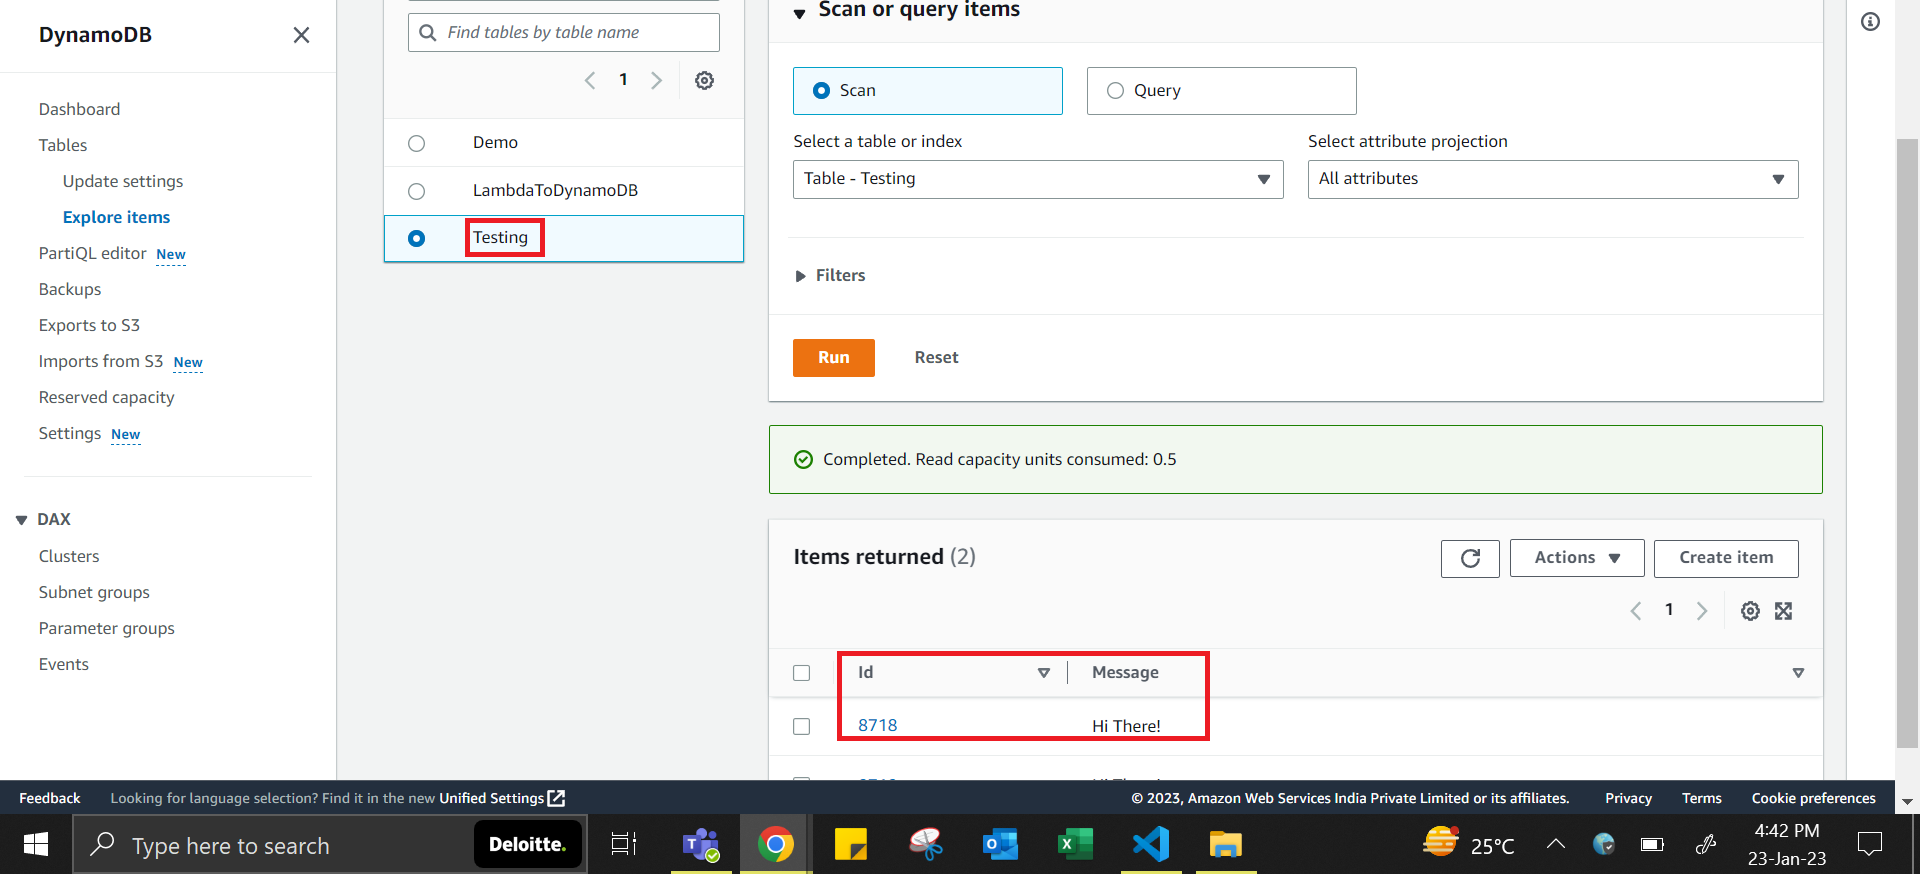 DynamoDB
Dashboard
Tables
Update settings
Explore items
PartiQL editor New
Backups
Exports to S3
Imports from S3 New
Reserved capacity
Settings New
DAX
Clusters
Subnet groups
Parameter groups
Events
Find tables by table name
1
Demo
LambdaToDynamoDB
Testing
Scan or query items
Scan
Query
Select a table or index
Select attribute projection
Table - Testing
All attributes
Filters
Run
Reset
Completed. Read capacity units consumed: 0.5
Items returned (2)
Actions
Create item
1
Id
Message
8718
Hi There!
Feedback
Looking for language selection? Find it in the new Unified Settings
© 2023, Amazon Web Services India Private Limited or its affiliates.
Privacy
Terms
Cookie preferences
Type here to search
Deloitte.
25°C
4:42 PM
23-Jan-23